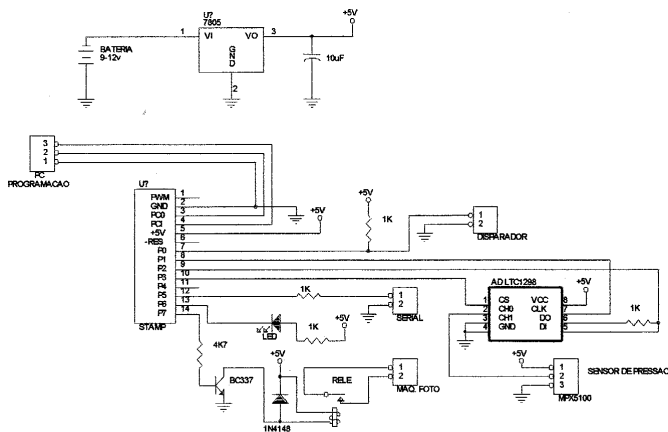 U?
7805
+5V
1 VI VO 3
GND
2
BATERIA
9-12v
10uF
3
2
1
PC
PROGRAMACAO
U?
PWM 1
GND 2
PC0 3
PCI 4
+5V 5
-RES 6
P0 7
P1 8
P2 9
P3 10
P4 11
P5 12
P6 13
P7 14
STAMP
+5V
+5V
1K
1
2
DISPARADOR
AD LTC1298
1 CS VCC 8
2 CH0 CLK 7
3 CH1 DO 6
4 GND DI 5
+5V
1K
1K
1
2
SERIAL
LED
1K
+5V
4K7
BC337
+5V
1N4148
RELE
1
2
MAQ. FOTO
+5V
1
2
3
MPX5100
SENSOR DE PRESSAO